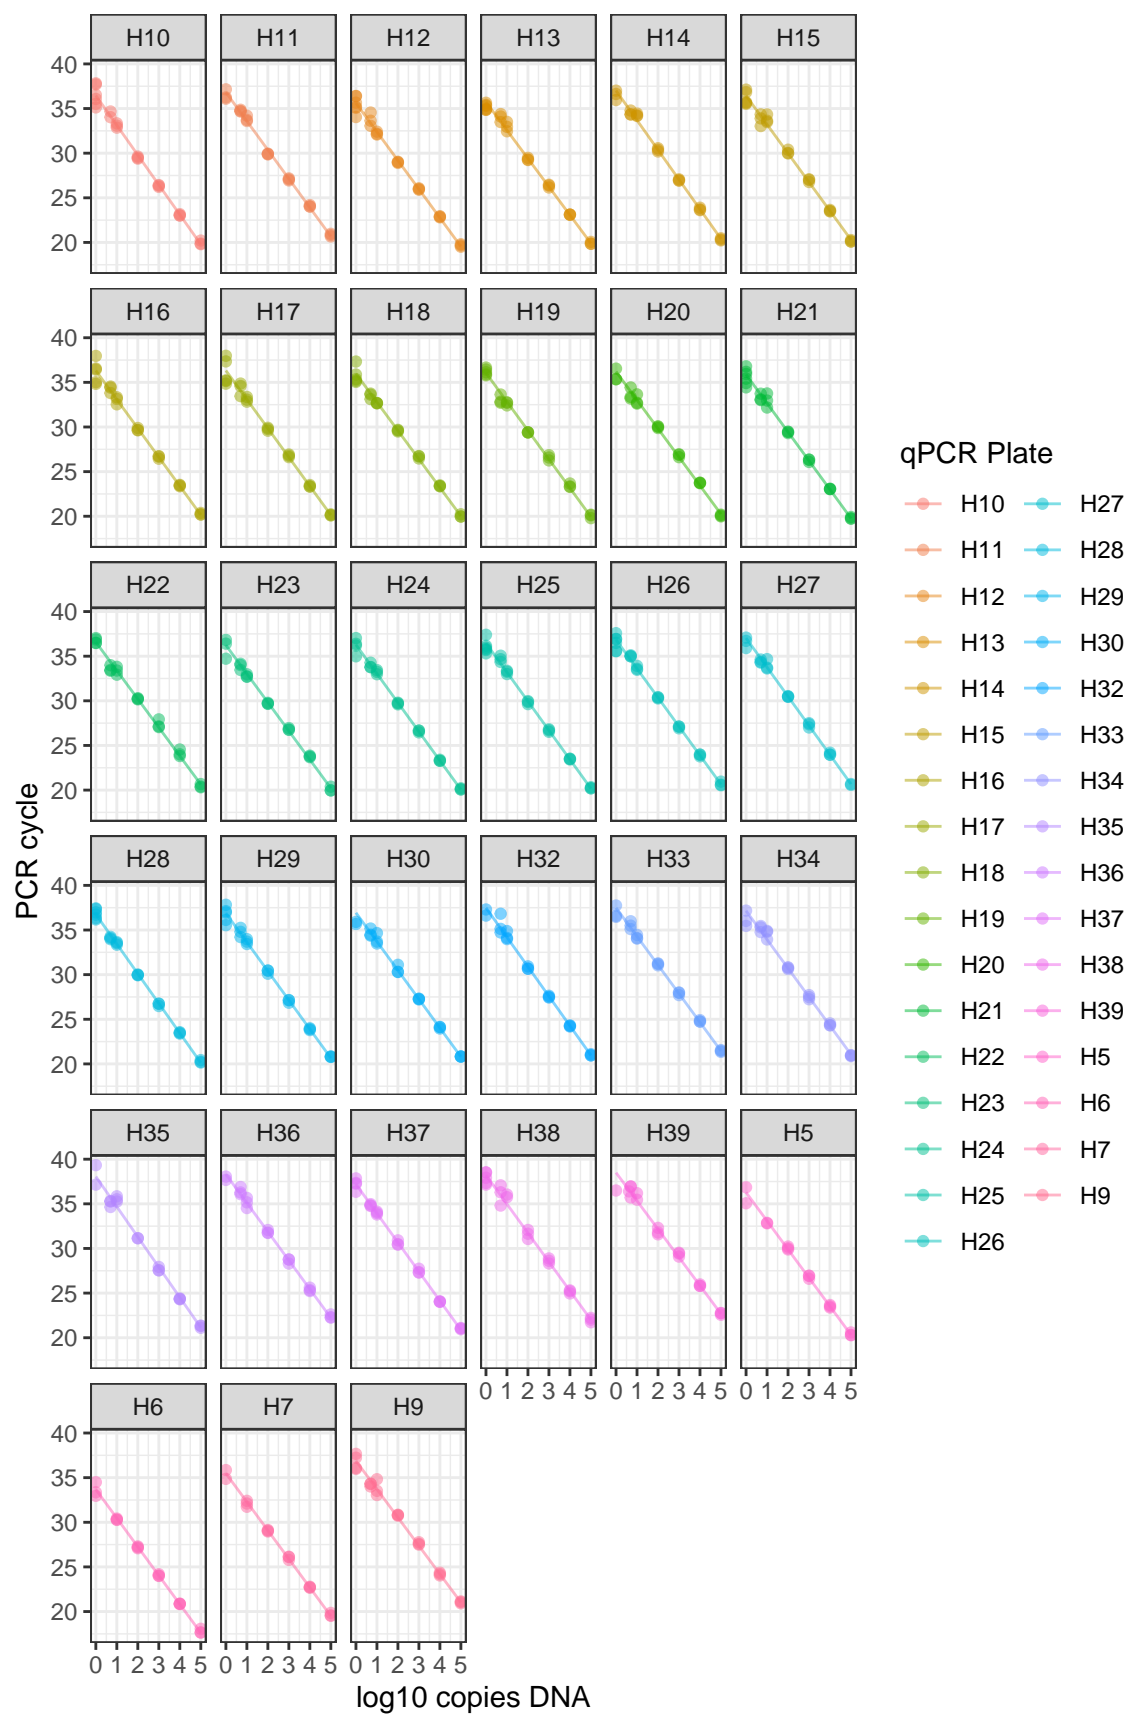 H10 H11 H12 H13 H14 H15
40
35
30
25
20
H16 H17 H18 H19 H20 H21
40
35
30
25
20
H22 H23 H24 H25 H26 H27
40
35
30
25
20
H28 H29 H30 H32 H33 H34
40
35
30
25
20
H35 H36 H37 H38 H39 H5
40
35
30
25
20
0 1 2 3 4 5 0 1 2 3 4 5 0 1 2 3 4 5
H6 H7 H9
40
35
30
25
20
0 1 2 3 4 5 0 1 2 3 4 5 0 1 2 3 4 5
log10 copies DNA
PCR cycle
qPCR Plate
H10 H27
H11 H28
H12 H29
H13 H30
H14 H32
H15 H33
H16 H34
H17 H35
H18 H36
H19 H37
H20 H38
H21 H39
H22 H5
H23 H6
H24 H7
H25 H9
H26